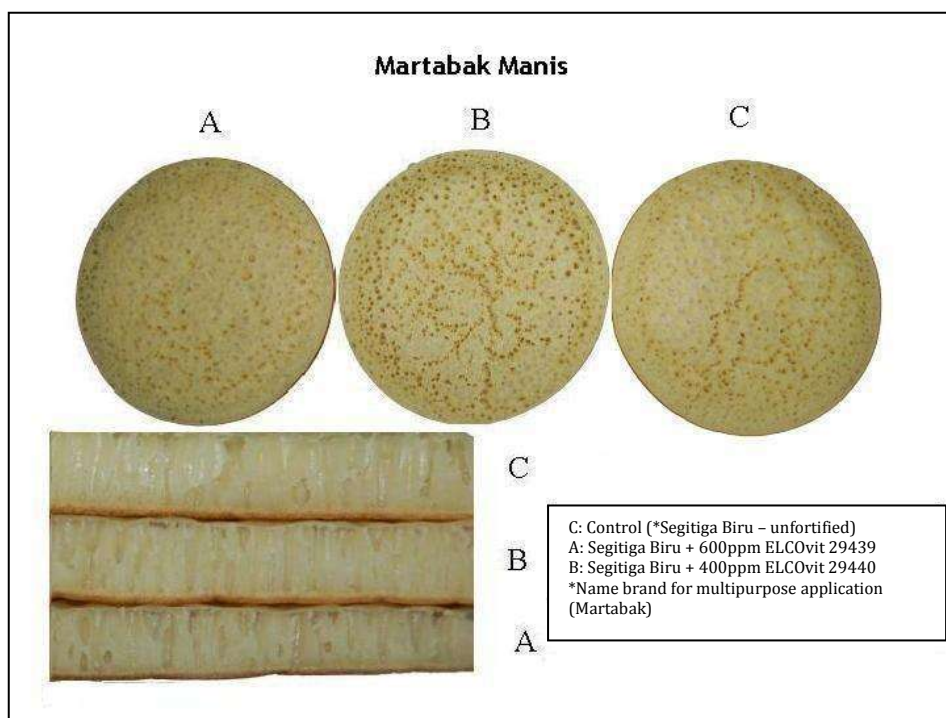 Martabak Manis
A
B
C
C
B
A
C: Control (*Segitiga Biru – unfortified)
A: Segitiga Biru + 600ppm ELCOvit 29439
B: Segitiga Biru + 400ppm ELCOvit 29440
*Name brand for multipurpose application
(Martabak)